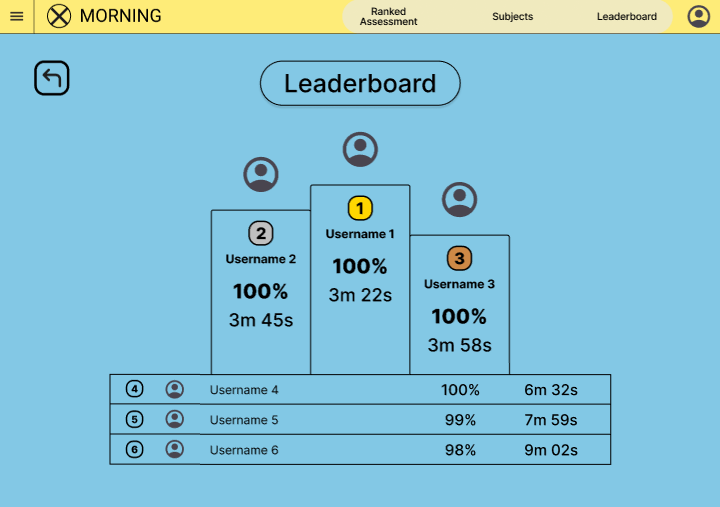 MORNING
Ranked
Assessment
Subjects
Leaderboard
Leaderboard
1
Username 1
100%
3m 22s
2
Username 2
100%
3m 45s
3
Username 3
100%
3m 58s
4 Username 4 100% 6m 32s
5 Username 5 99% 7m 59s
6 Username 6 98% 9m 02s